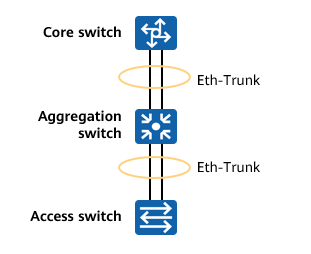 Core switch
Eth-Trunk
Aggregation
switch
Eth-Trunk
Access switch